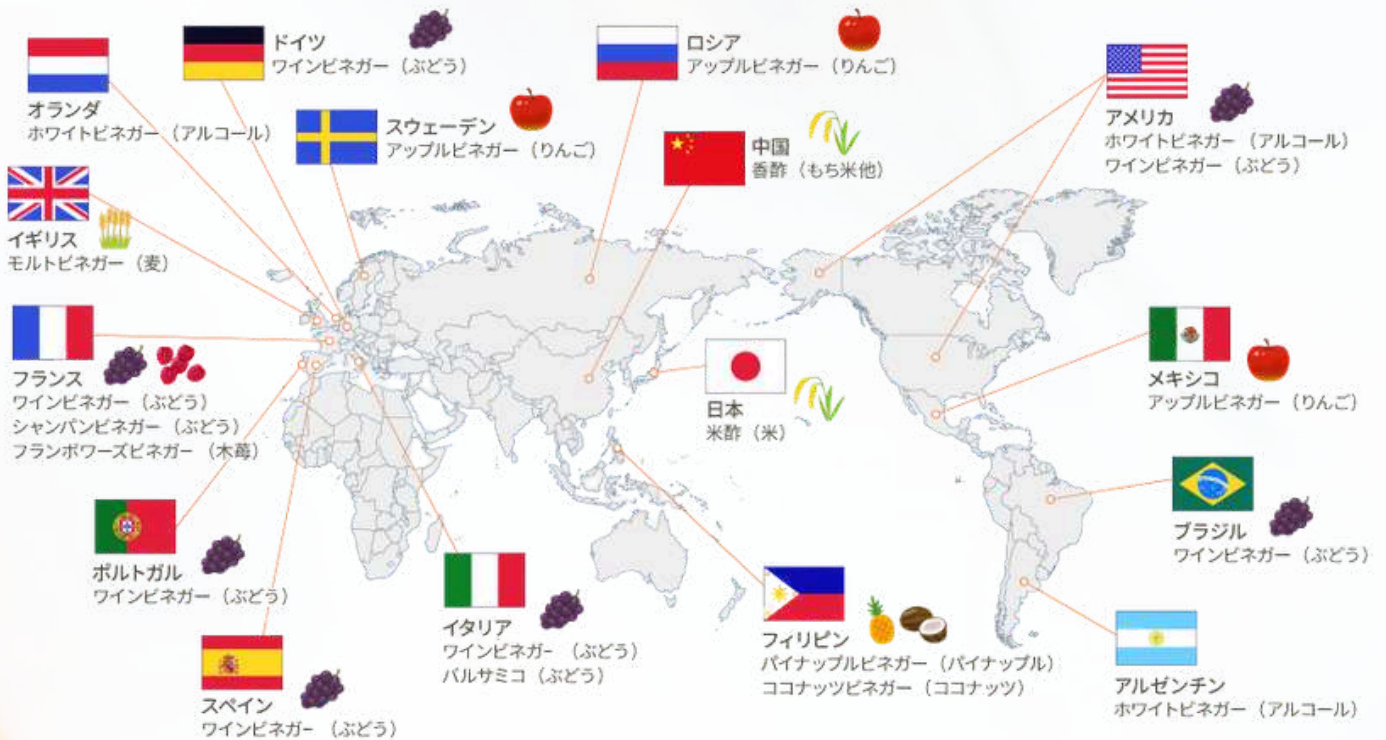 ドイツ
ワインビネガー（ぶどう）
ロシア
アップルビネガー（りんご）
アメリカ
ホワイトビネガー（アルコール）
ワインビネガー（ぶどう）
オランダ
ホワイトビネガー（アルコール）
スウェーデン
アップルビネガー（りんご）
中国
香酢（もち米他）
イギリス
モルトビネガー（麦）
フランス
ワインビネガー（ぶどう）
シャンパンビネガー（ぶどう）
フランボワーズビネガー（木苺）
日本
米酢（米）
メキシコ
アップルビネガー（りんご）
ブラジル
ワインビネガー（ぶどう）
ポルトガル
ワインビネガー（ぶどう）
イタリア
ワインビネガー（ぶどう）
バルサミコ（ぶどう）
フィリピン
パイナップルビネガー（パイナップル）
ココナッツビネガー（ココナッツ）
スペイン
ワインビネガー（ぶどう）
アルゼンチン
ホワイトビネガー（アルコール）